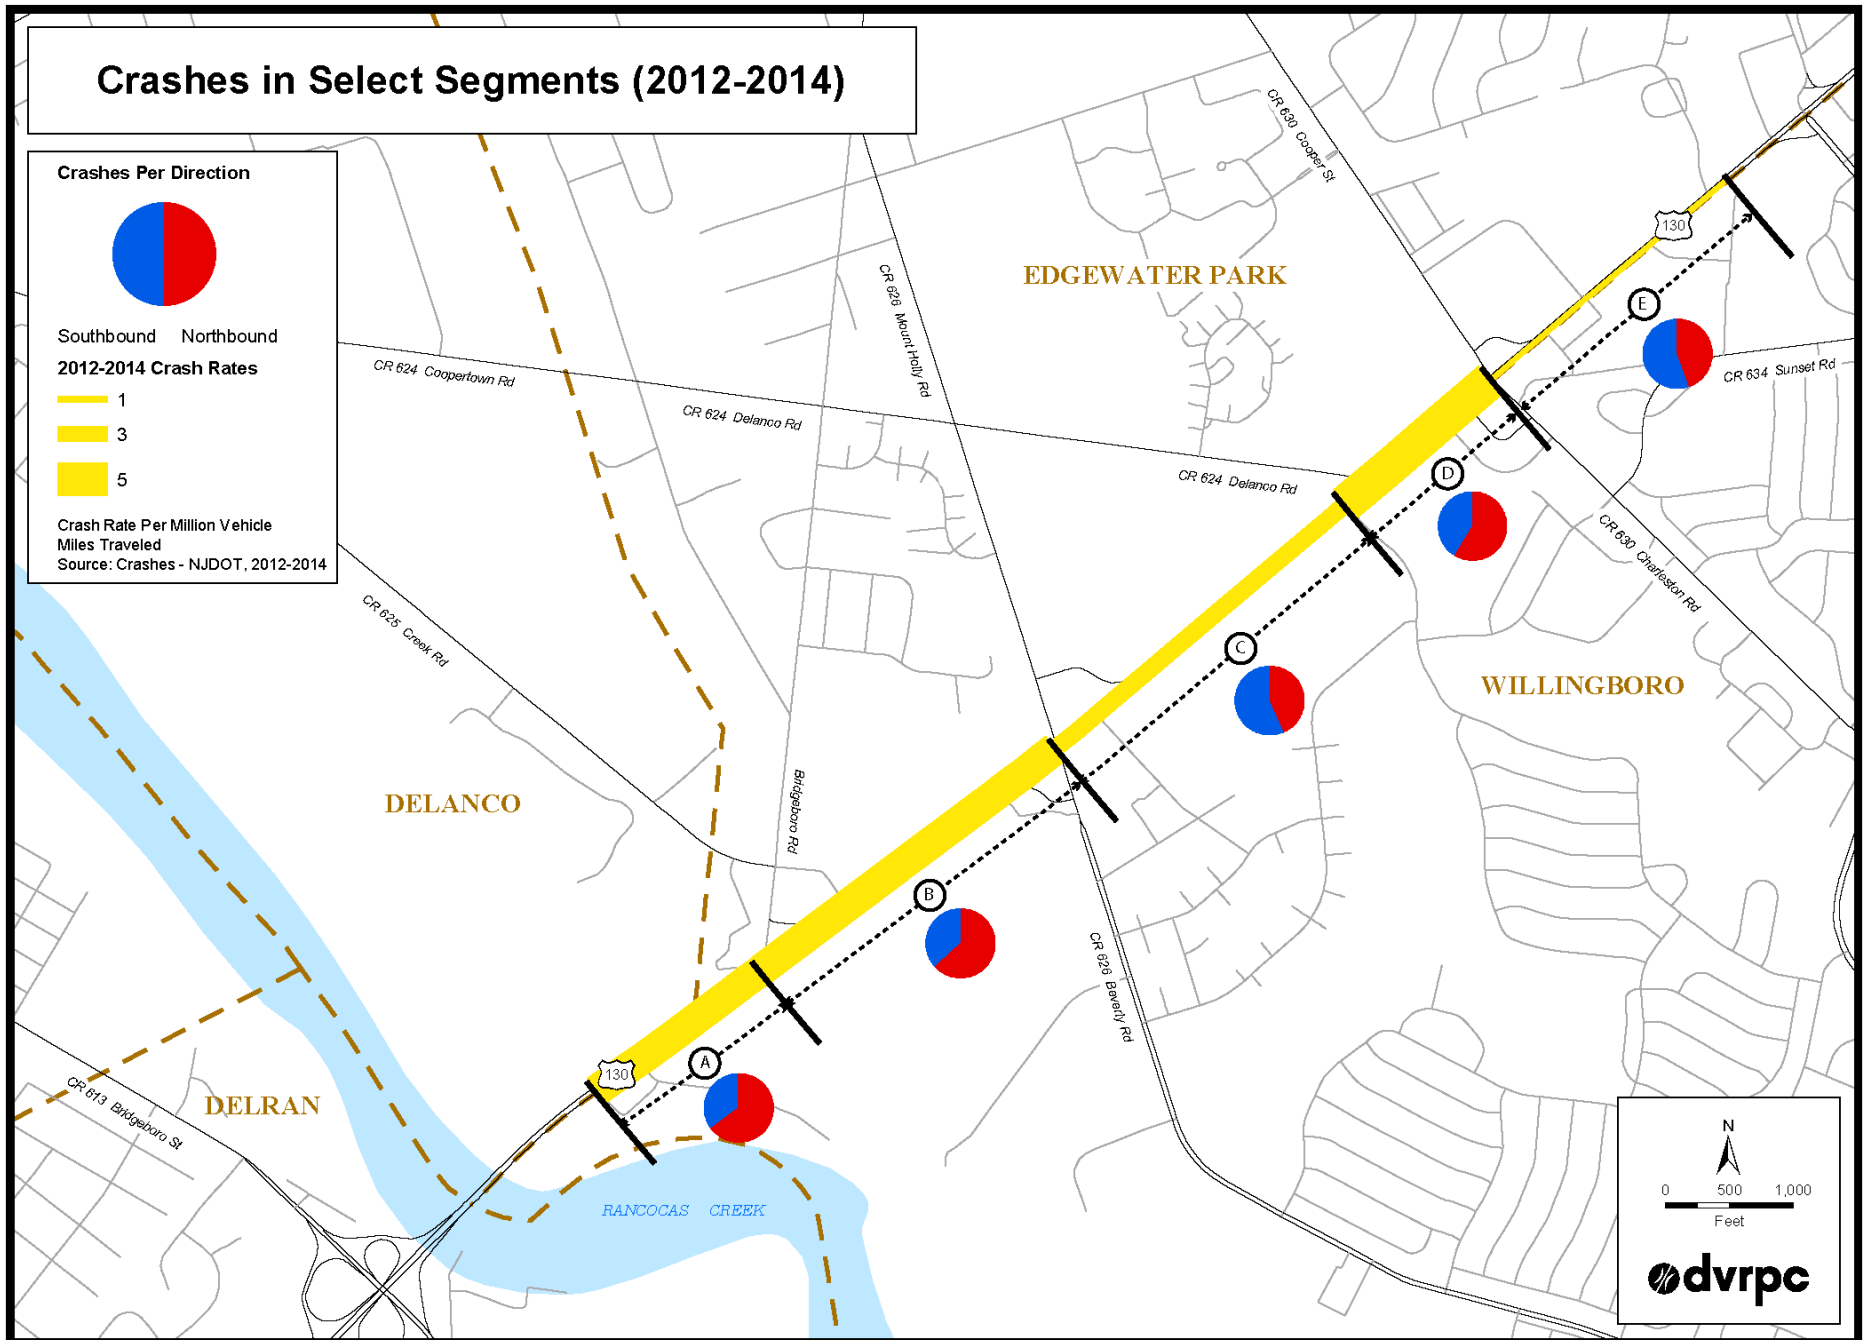 Crashes in Select Segments (2012-2014)
Crashes Per Direction
Southbound Northbound
2012-2014 Crash Rates
1
3
5
Crash Rate Per Million Vehicle
Miles Traveled
Source: Crashes - NJDOT, 2012-2014
CR 630 Cooper St
130
EDGEWATER PARK
CR 626 Mount Holly Rd
E
CR 624 Coopertown Rd
CR 634 Sunset Rd
CR 624 Delanco Rd
CR 624 Delanco Rd
D
CR 630 Charleston Rd
CR 625 Creek Rd
C
WILLINGBORO
DELANCO
Bridgeboro Rd
B
CR 626 Beverly Rd
A
130
DELRAN
CR 613 Bridgeboro St
RANCOCAS CREEK
N
0 500 1,000
Feet
dvrpc